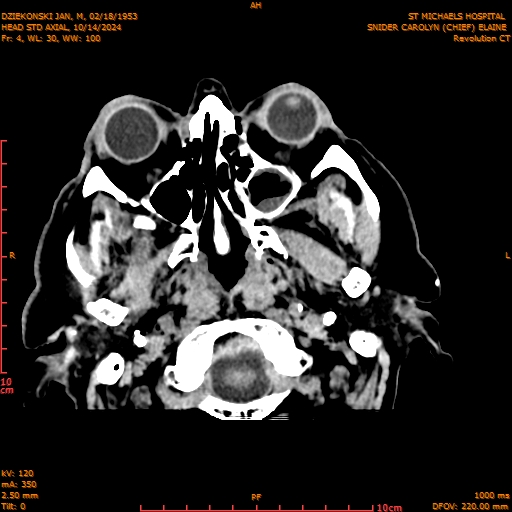 AH
DZIEKONSKI JAN, M, 02/18/1953
HEAD STD AXIAL, 10/14/2024
Fr: 4, WL: 30, WW: 100
ST MICHAELS HOSPITAL
SNIDER CAROLYN (CHIEF) ELAINE
Revolution CT
R
L
10
cm
kV: 120
mA: 350
2.50 mm
Tilt: 0
PF
10cm
1000 ms
DFOV: 220.00 mm